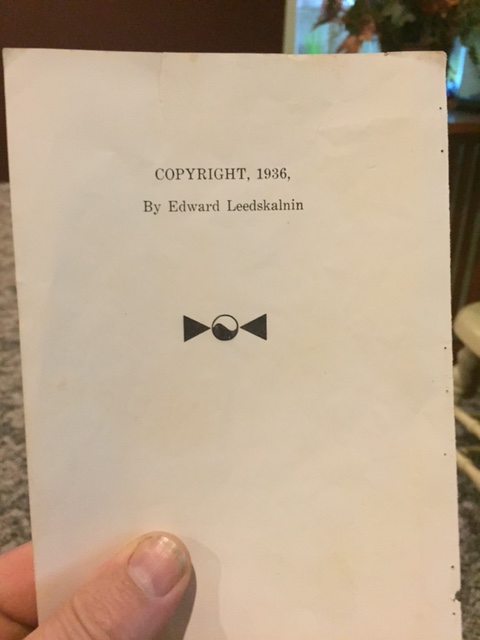 COPYRIGHT, 1936,
By Edward Leedskalnin